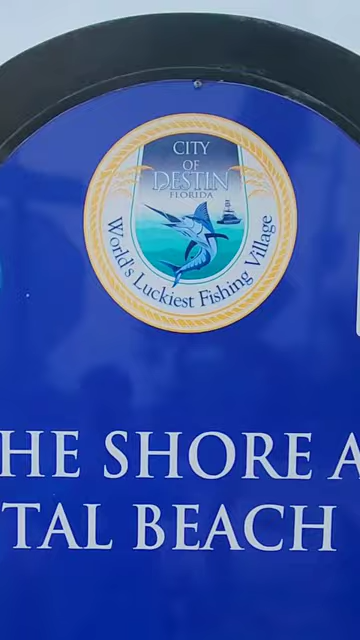 CITY
OF
DESTIN
FLORIDA
World's Luckiest Fishing Village
HE SHORE A
TAL BEACH